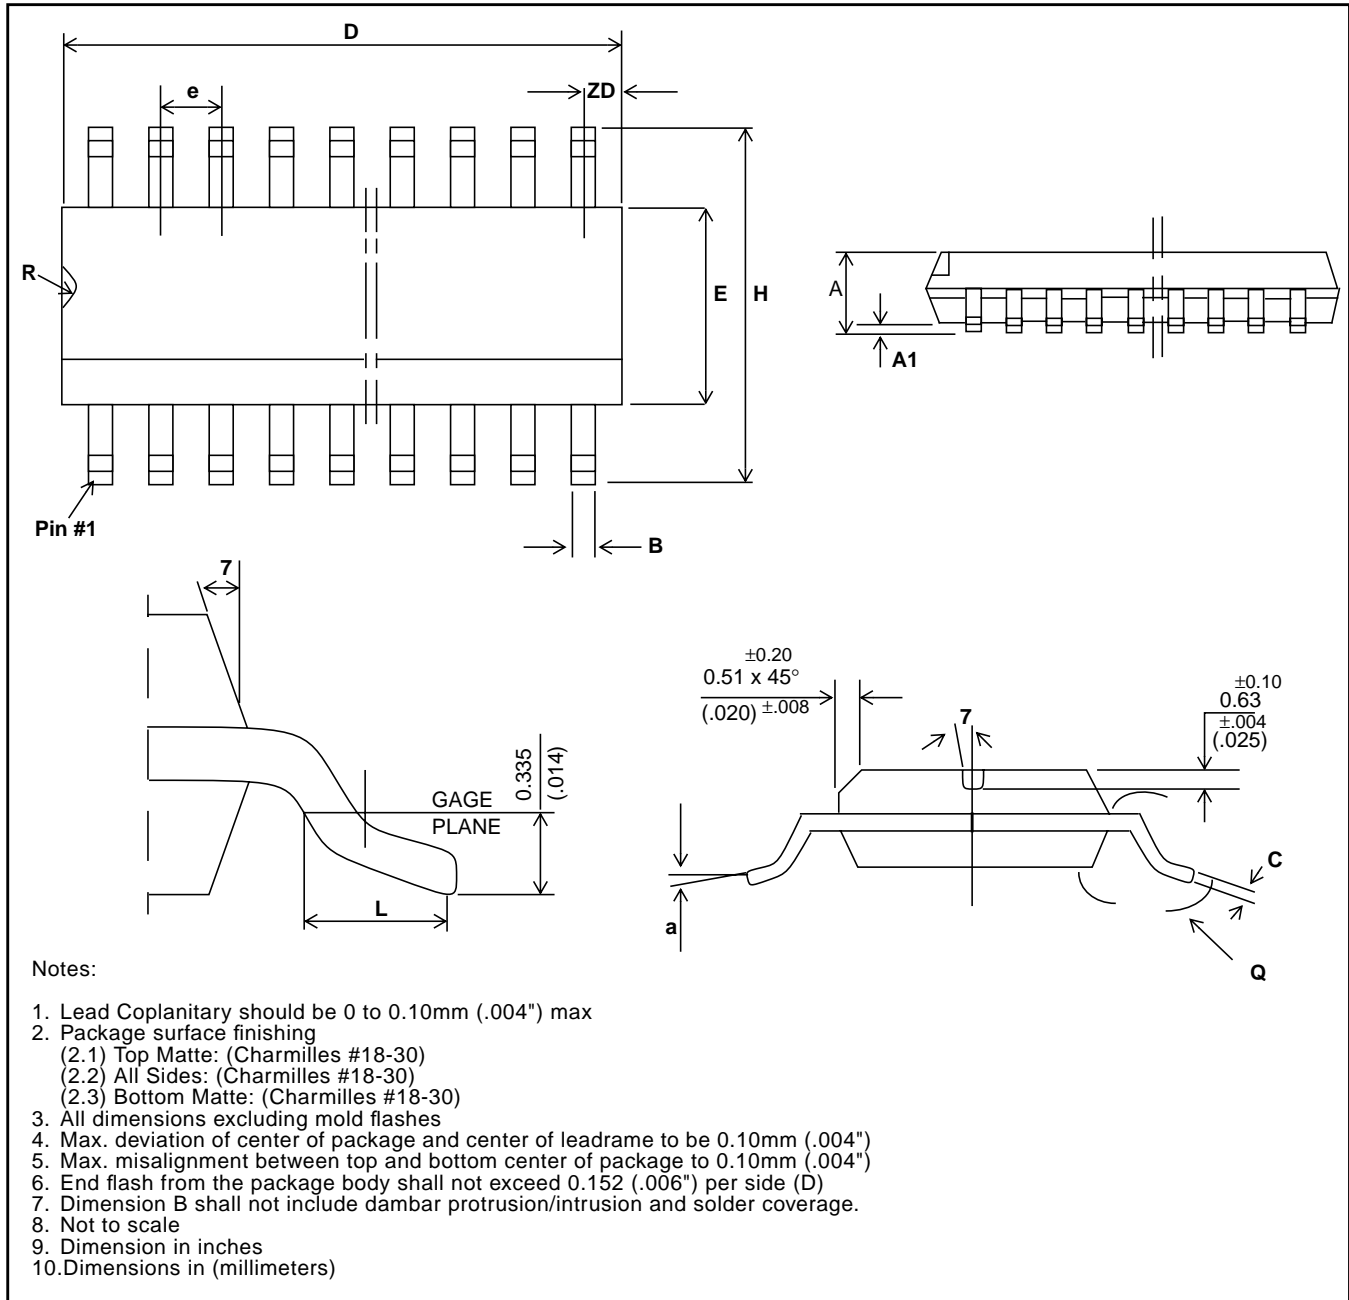 D
e
ZD
R
E
H
A
A1
Pin #1
B
7
±0.20
0.51 x 45°
(.020) ±.008
±0.10
0.63
±.004
(.025)
7
0.335
(.014)
GAGE
PLANE
L
C
a
Q
Notes:
1. Lead Coplanitary should be 0 to 0.10mm (.004") max
2. Package surface finishing
(2.1) Top Matte: (Charmilles #18-30)
(2.2) All Sides: (Charmilles #18-30)
(2.3) Bottom Matte: (Charmilles #18-30)
3. All dimensions excluding mold flashes
4. Max. deviation of center of package and center of leadrame to be 0.10mm (.004")
5. Max. misalignment between top and bottom center of package to 0.10mm (.004")
6. End flash from the package body shall not exceed 0.152 (.006") per side (D)
7. Dimension B shall not include dambar protrusion/intrusion and solder coverage.
8. Not to scale
9. Dimension in inches
10.Dimensions in (millimeters)